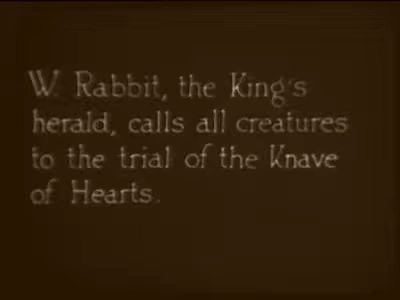 W. Rabbit, the King's
herald, calls all creatures
to the trial of the Knave
of Hearts.